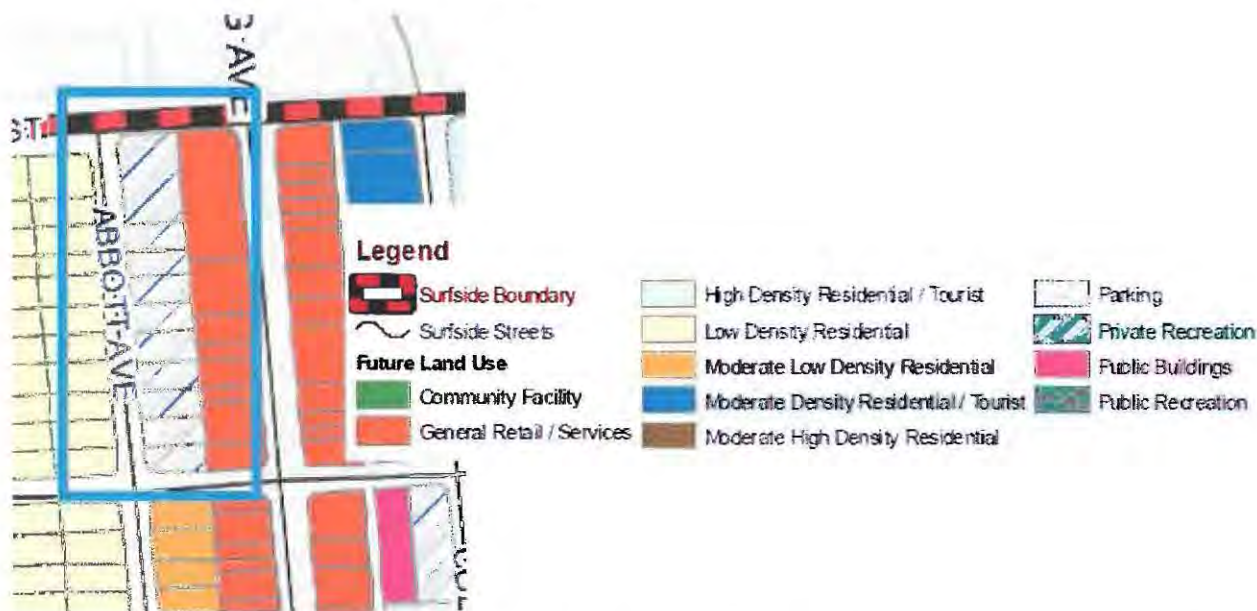 G AVE
ST
ABBOTT AVE
Legend
Surfside Boundary
Surfside Streets
Future Land Use
Community Facility
General Retail / Services
High Density Residential / Tourist
Low Density Residential
Moderate Low Density Residential
Moderate Density Residential / Tourist
Moderate High Density Residential
Parking
Private Recreation
Public Buildings
Public Recreation